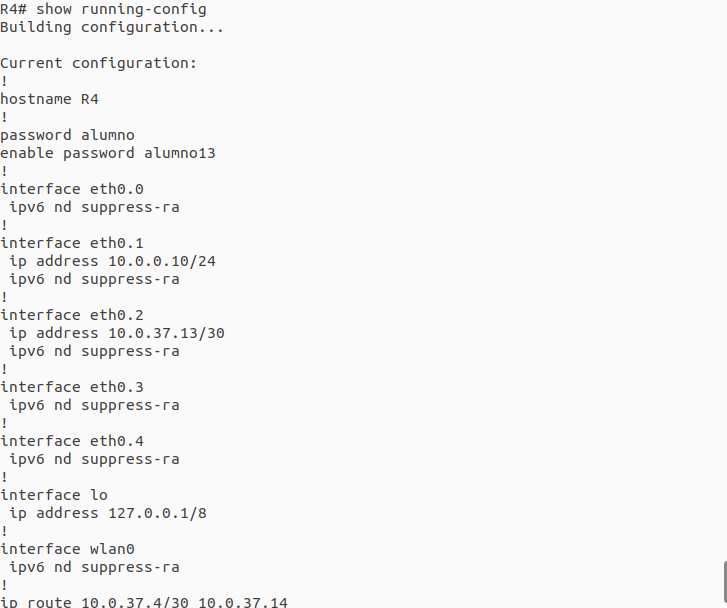 R4# show running-config
Building configuration...

Current configuration:
!
hostname R4
!
password alumno
enable password alumno13
!
interface eth0.0
 ipv6 nd suppress-ra
!
interface eth0.1
 ip address 10.0.0.10/24
 ipv6 nd suppress-ra
!
interface eth0.2
 ip address 10.0.37.13/30
 ipv6 nd suppress-ra
!
interface eth0.3
 ipv6 nd suppress-ra
!
interface eth0.4
 ipv6 nd suppress-ra
!
interface lo
 ip address 127.0.0.1/8
!
interface wlan0
 ipv6 nd suppress-ra
!
ip route 10.0.37.4/30 10.0.37.14